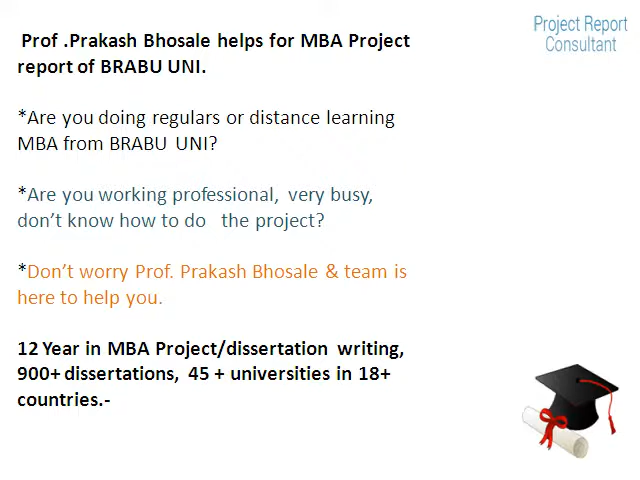 Prof .Prakash Bhosale helps for MBA Project
report of BRABU UNI.
Project Report
Consultant
*Are you doing regulars or distance learning
MBA from BRABU UNI?
*Are you working professional, very busy,
don't know how to do the project?
*Don't worry Prof. Prakash Bhosale & team is
here to help you.
12 Year in MBA Project/dissertation writing,
900+ dissertations, 45 + universities in 18+
countries.-